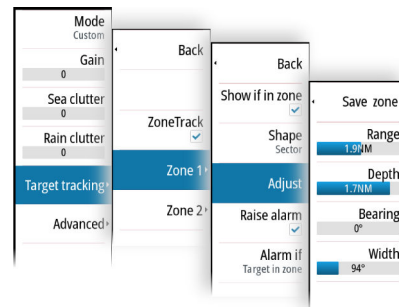 Mode
Custom
Gain
0
Sea clutter
0
Rain clutter
0
Target tracking
Advanced
Back
ZoneTrack
Zone 1
Zone 2
Back
Show if in zone
Shape
Sector
Adjust
Raise alarm
Alarm if
Target in zone
Save zone
Range
1.9NM
Depth
1.7NM
Bearing
0°
Width
94°